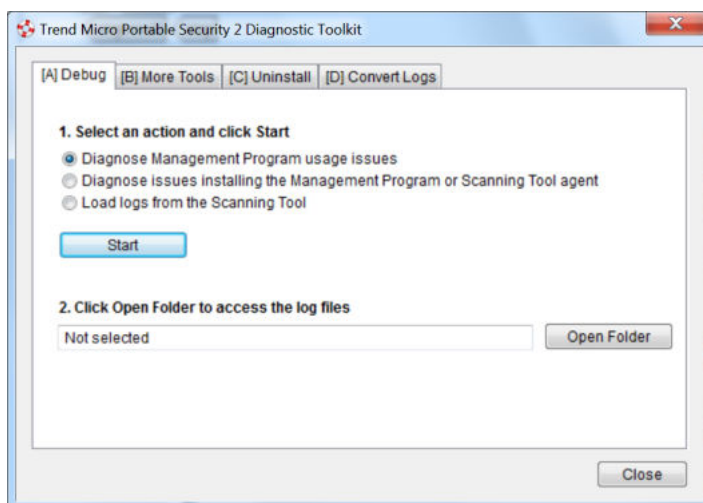 Trend Micro Portable Security 2 Diagnostic Toolkit
[A] Debug [B] More Tools [C] Uninstall [D] Convert Logs
1. Select an action and click Start
Diagnose Management Program usage issues
Diagnose issues installing the Management Program or Scanning Tool agent
Load logs from the Scanning Tool
Start
2. Click Open Folder to access the log files
Not selected Open Folder
Close